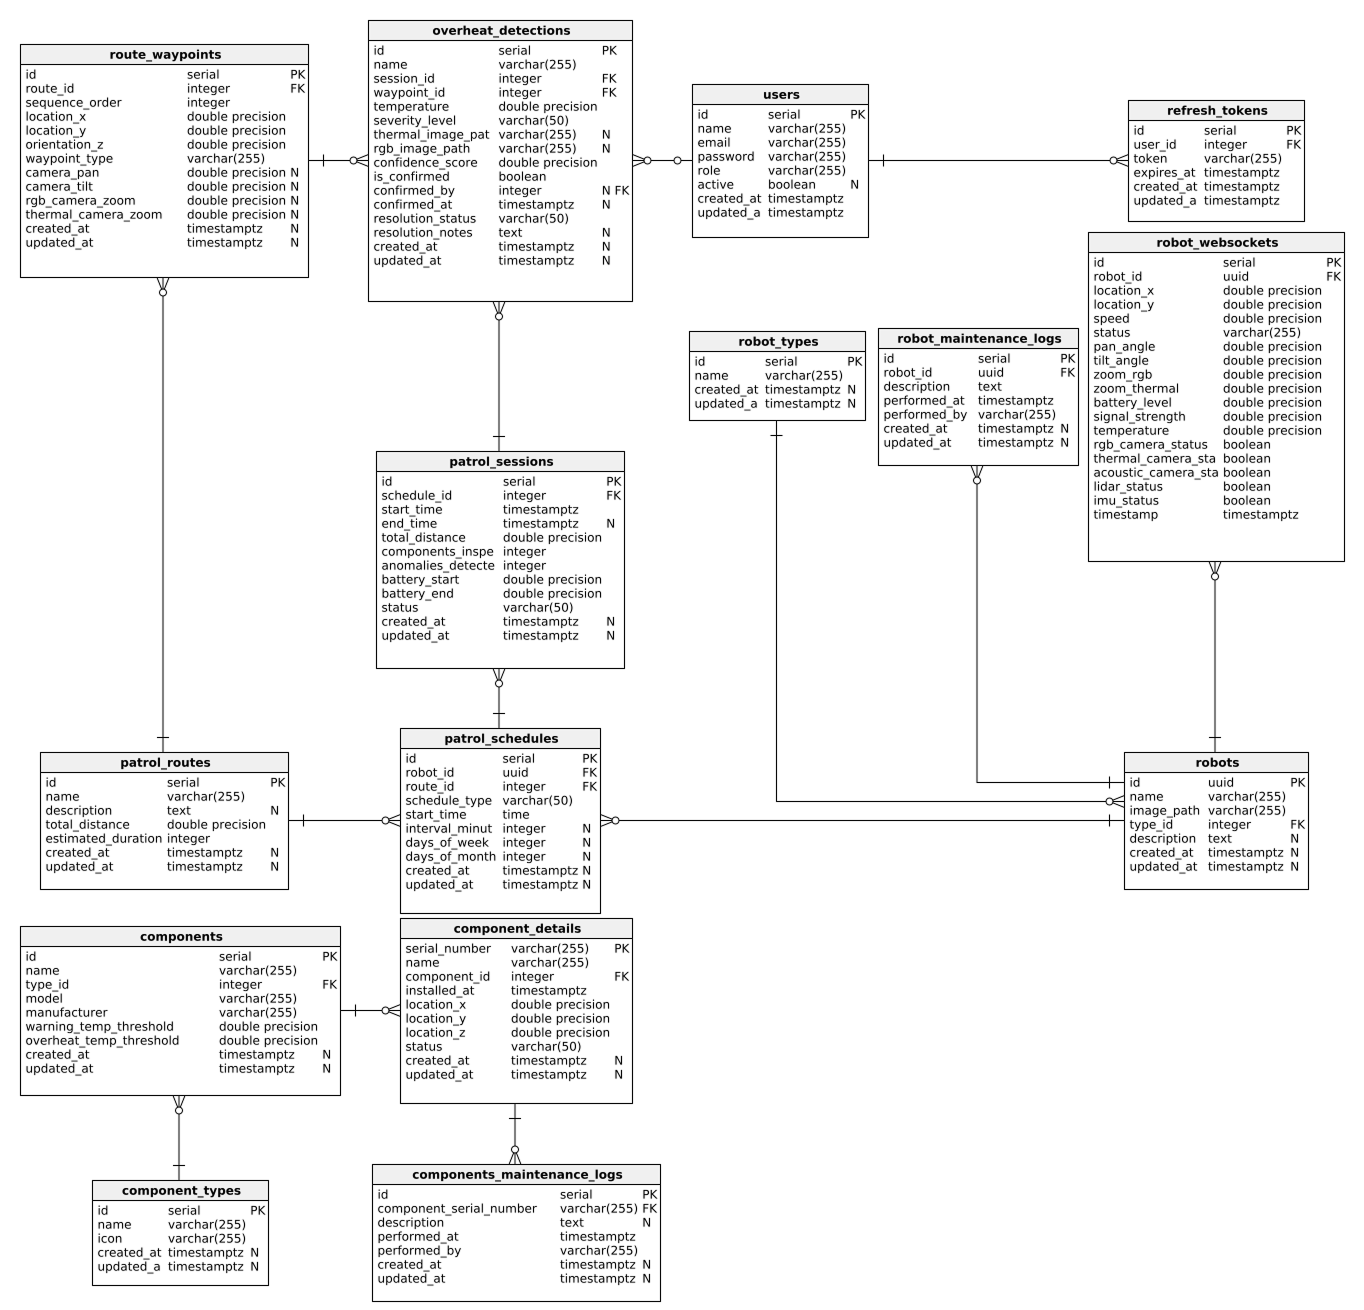 route_waypoints
id serial PK
route_id integer FK
sequence_order integer
location_x double precision
location_y double precision
orientation_z double precision
waypoint_type varchar(255)
camera_pan double precision N
camera_tilt double precision N
rgb_camera_zoom double precision N
thermal_camera_zoom double precision N
created_at timestamptz N
updated_at timestamptz N
overheat_detections
id serial PK
name varchar(255)
session_id integer FK
waypoint_id integer FK
temperature double precision
severity_level varchar(50)
thermal_image_pat varchar(255) N
rgb_image_path varchar(255) N
confidence_score double precision
is_confirmed boolean
confirmed_by integer N FK
confirmed_at timestamptz N
resolution_status varchar(50)
resolution_notes text N
created_at timestamptz N
updated_at timestamptz N
users
id serial PK
name varchar(255)
email varchar(255)
password varchar(255)
role varchar(255)
active boolean N
created_at timestamptz
updated_a timestamptz
refresh_tokens
id serial PK
user_id integer FK
token varchar(255)
expires_at timestamptz
created_at timestamptz
updated_a timestamptz
robot_websockets
id serial PK
robot_id uuid FK
location_x double precision
location_y double precision
speed double precision
status varchar(255)
pan_angle double precision
tilt_angle double precision
zoom_rgb double precision
zoom_thermal double precision
battery_level double precision
signal_strength double precision
temperature double precision
rgb_camera_status boolean
thermal_camera_sta boolean
acoustic_camera_sta boolean
lidar_status boolean
imu_status boolean
timestamp timestamptz
robot_types
id serial PK
name varchar(255)
created_at timestamptz N
updated_a timestamptz N
robot_maintenance_logs
id serial PK
robot_id uuid FK
description text
performed_at timestamptz
performed_by varchar(255)
created_at timestamptz N
updated_at timestamptz N
patrol_sessions
id serial PK
schedule_id integer FK
start_time timestamptz
end_time timestamptz N
total_distance double precision
components_inspe integer
anomalies_detecte integer
battery_start double precision
battery_end double precision
status varchar(50)
created_at timestamptz N
updated_at timestamptz N
patrol_routes
id serial PK
name varchar(255)
description text N
total_distance double precision
estimated_duration integer
created_at timestamptz N
updated_at timestamptz N
patrol_schedules
id serial PK
robot_id uuid FK
route_id integer FK
schedule_type varchar(50)
start_time time
interval_minut integer N
days_of_week integer N
days_of_month integer N
created_at timestamptz N
updated_at timestamptz N
robots
id uuid PK
name varchar(255)
image_path varchar(255)
type_id integer FK
description text N
created_at timestamptz N
updated_at timestamptz N
components
id serial PK
name varchar(255)
type_id integer FK
model varchar(255)
manufacturer varchar(255)
warning_temp_threshold double precision
overheat_temp_threshold double precision
created_at timestamptz N
updated_at timestamptz N
component_details
serial_number varchar(255) PK
name varchar(255)
component_id integer FK
installed_at timestamptz
location_x double precision
location_y double precision
location_z double precision
status varchar(50)
created_at timestamptz N
updated_at timestamptz N
component_types
id serial PK
name varchar(255)
icon varchar(255)
created_at timestamptz N
updated_a timestamptz N
components_maintenance_logs
id serial PK
component_serial_number varchar(255) FK
description text N
performed_at timestamptz
performed_by varchar(255)
created_at timestamptz N
updated_at timestamptz N